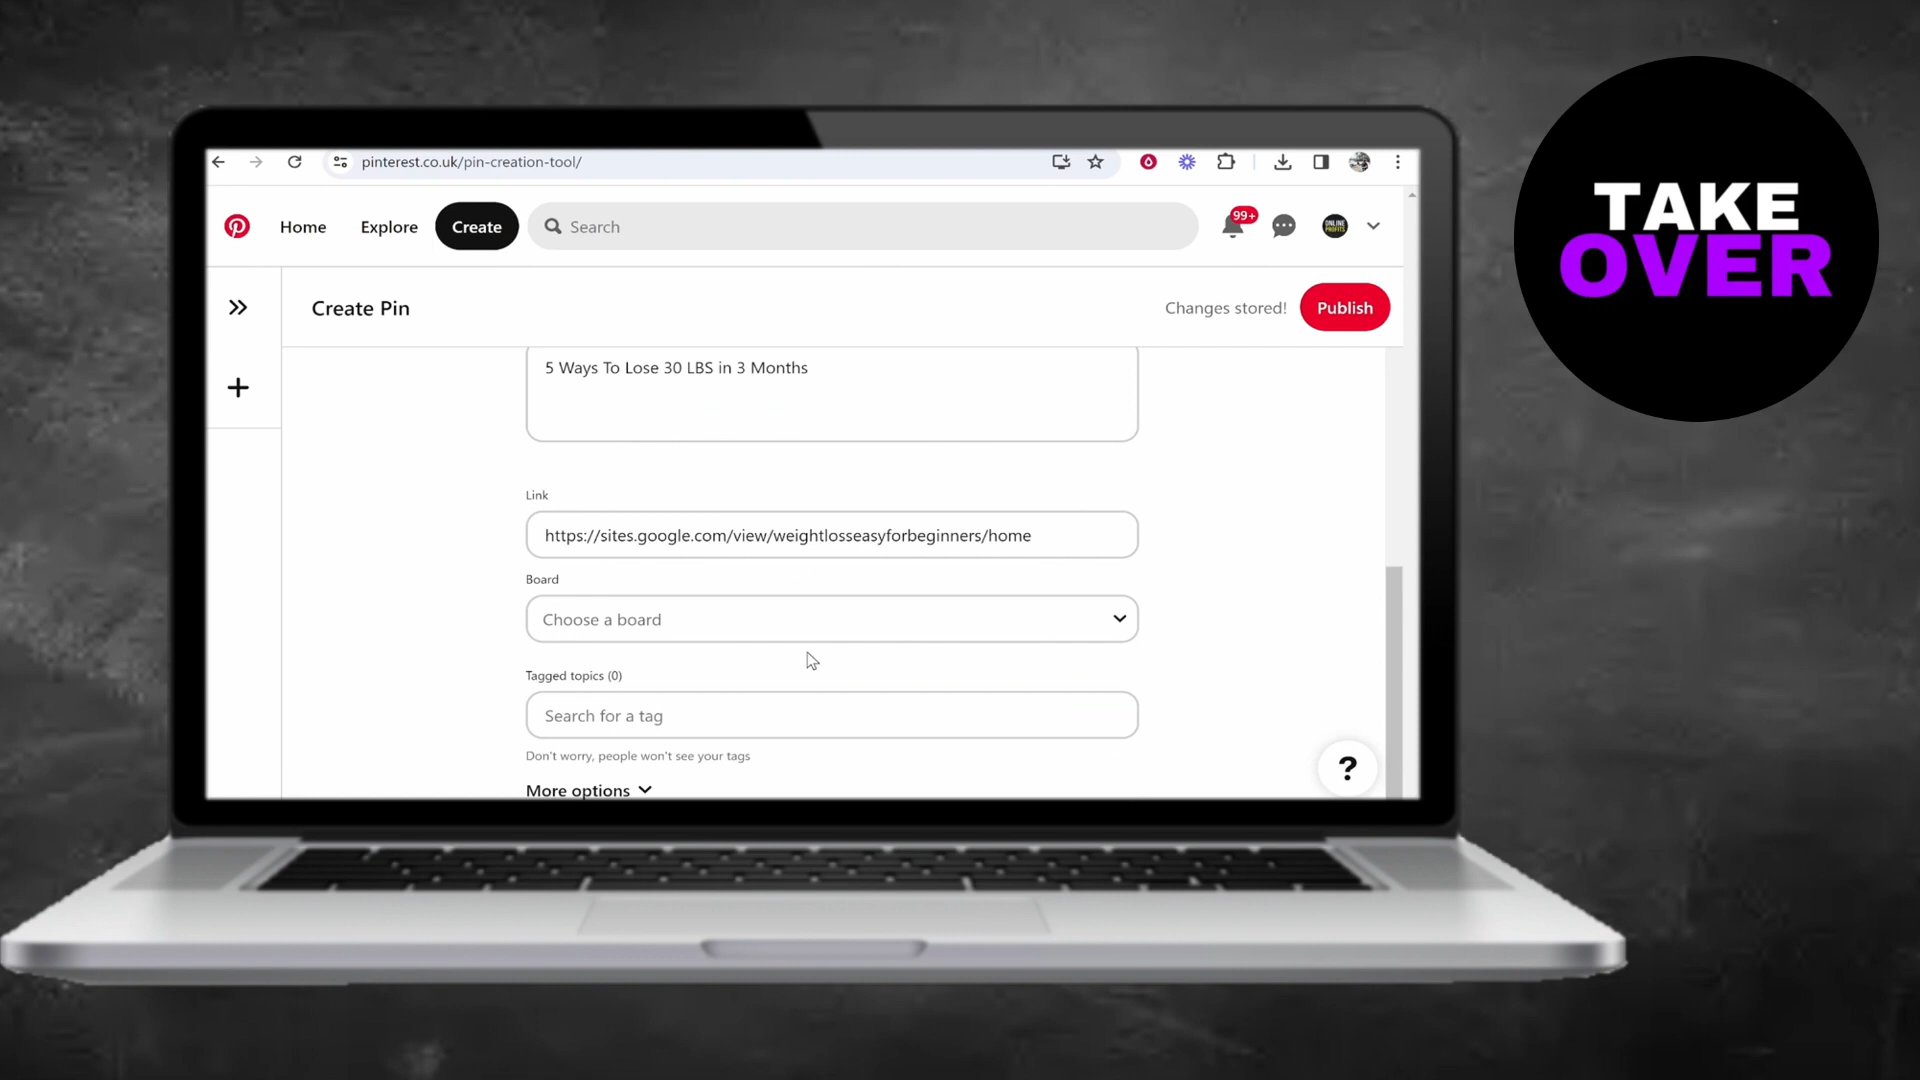 pinterest.co.uk/pin-creation-tool/
Home
Explore
Create
Search
99+
ONLINE
PROFITS
Create Pin
Changes stored!
Publish
5 Ways To Lose 30 LBS in 3 Months
Link
https://sites.google.com/view/weightlosseasyforbeginners/home
Board
Choose a board
Tagged topics (0)
Search for a tag
Don't worry, people won't see your tags
More options
?
TAKE
OVER